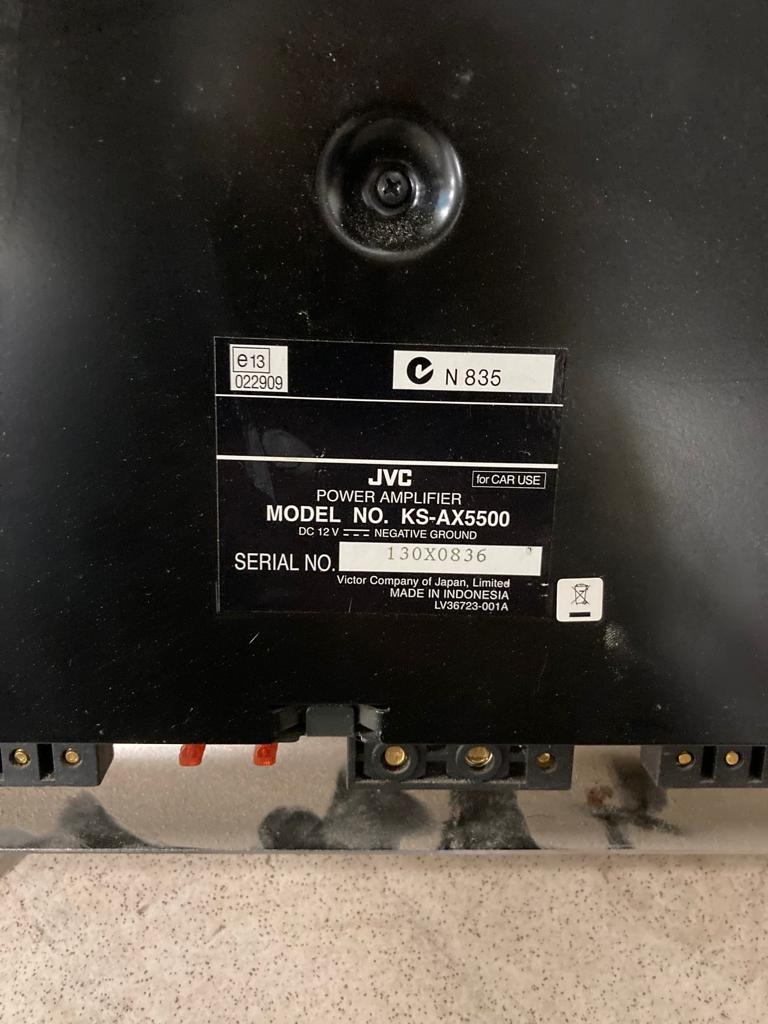 e13
022909
N 835
JVC
for CAR USE
POWER AMPLIFIER
MODEL NO. KS-AX5500
DC 12 V ⎓ NEGATIVE GROUND
SERIAL NO. 130X0836
Victor Company of Japan, Limited
MADE IN INDONESIA
LV36723-001A